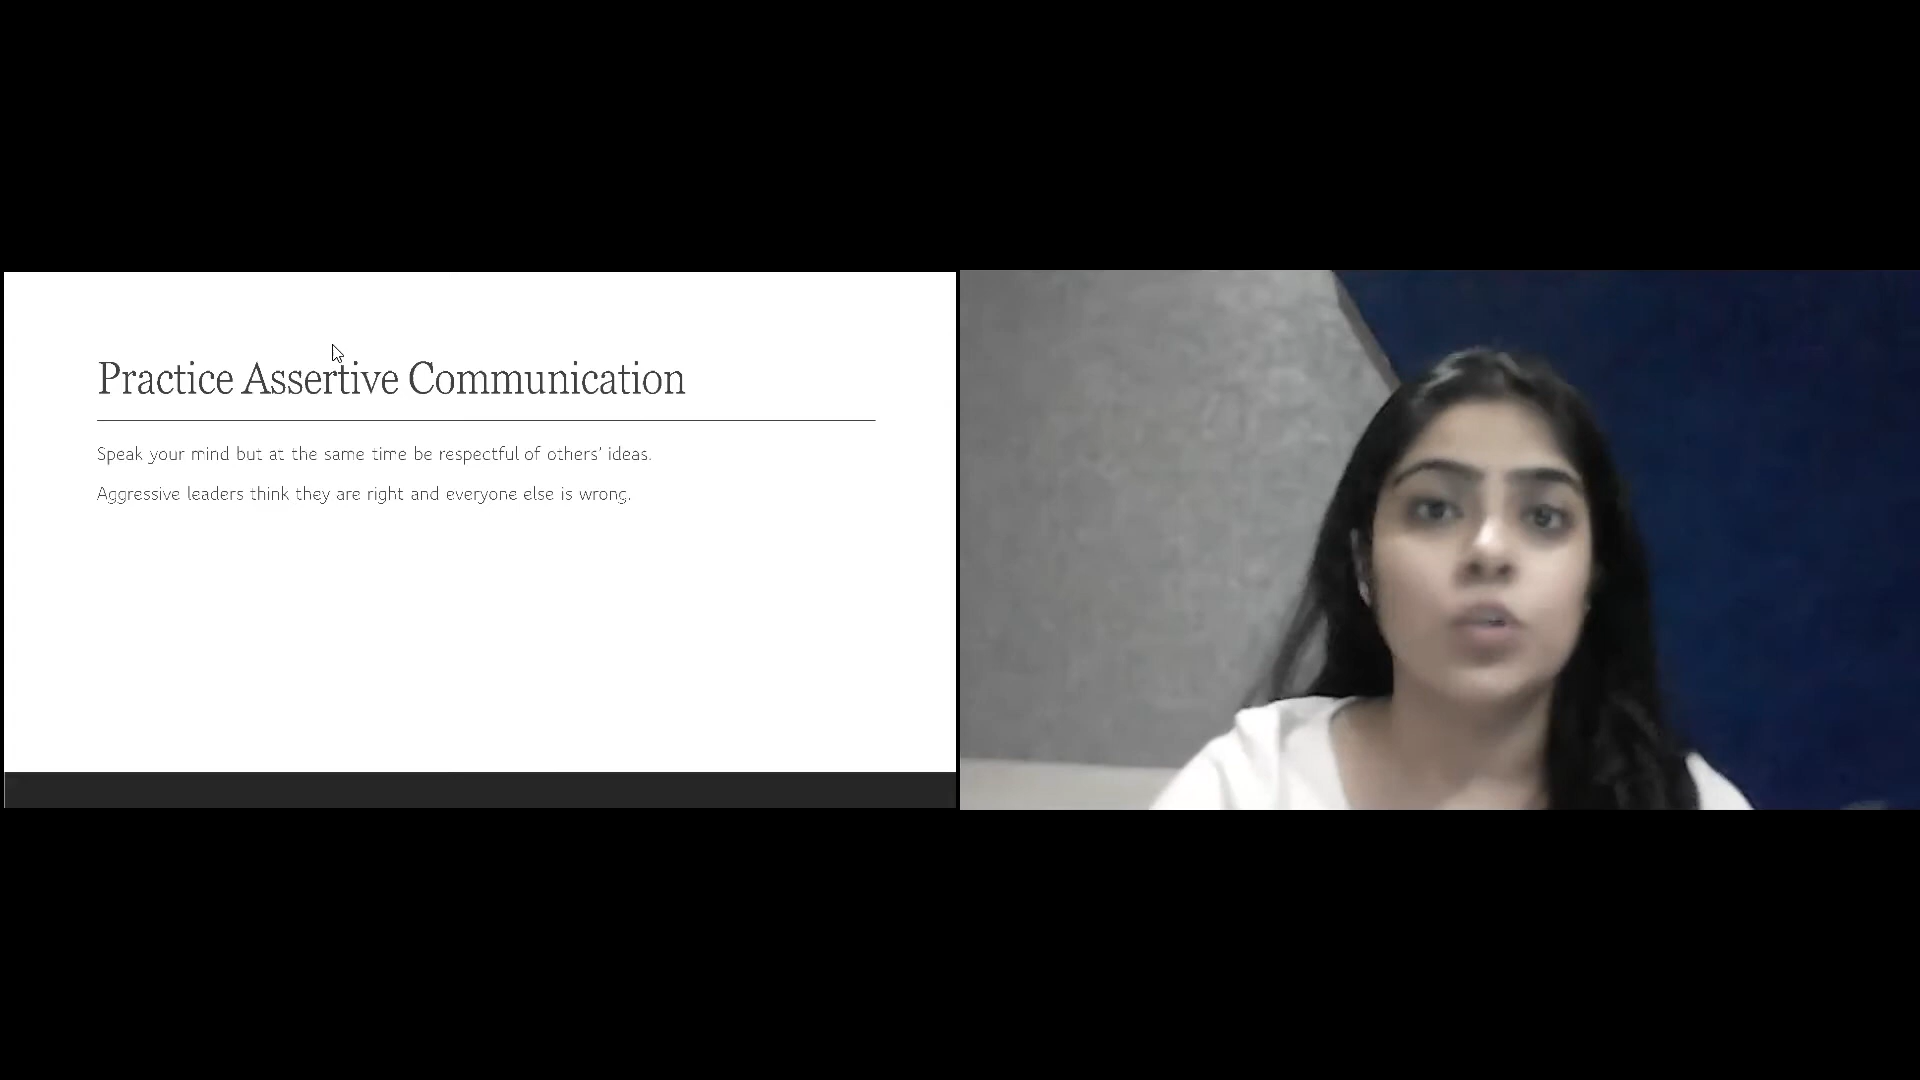 Practice Assertive Communication
Speak your mind but at the same time be respectful of others’ ideas.
Aggressive leaders think they are right and everyone else is wrong.